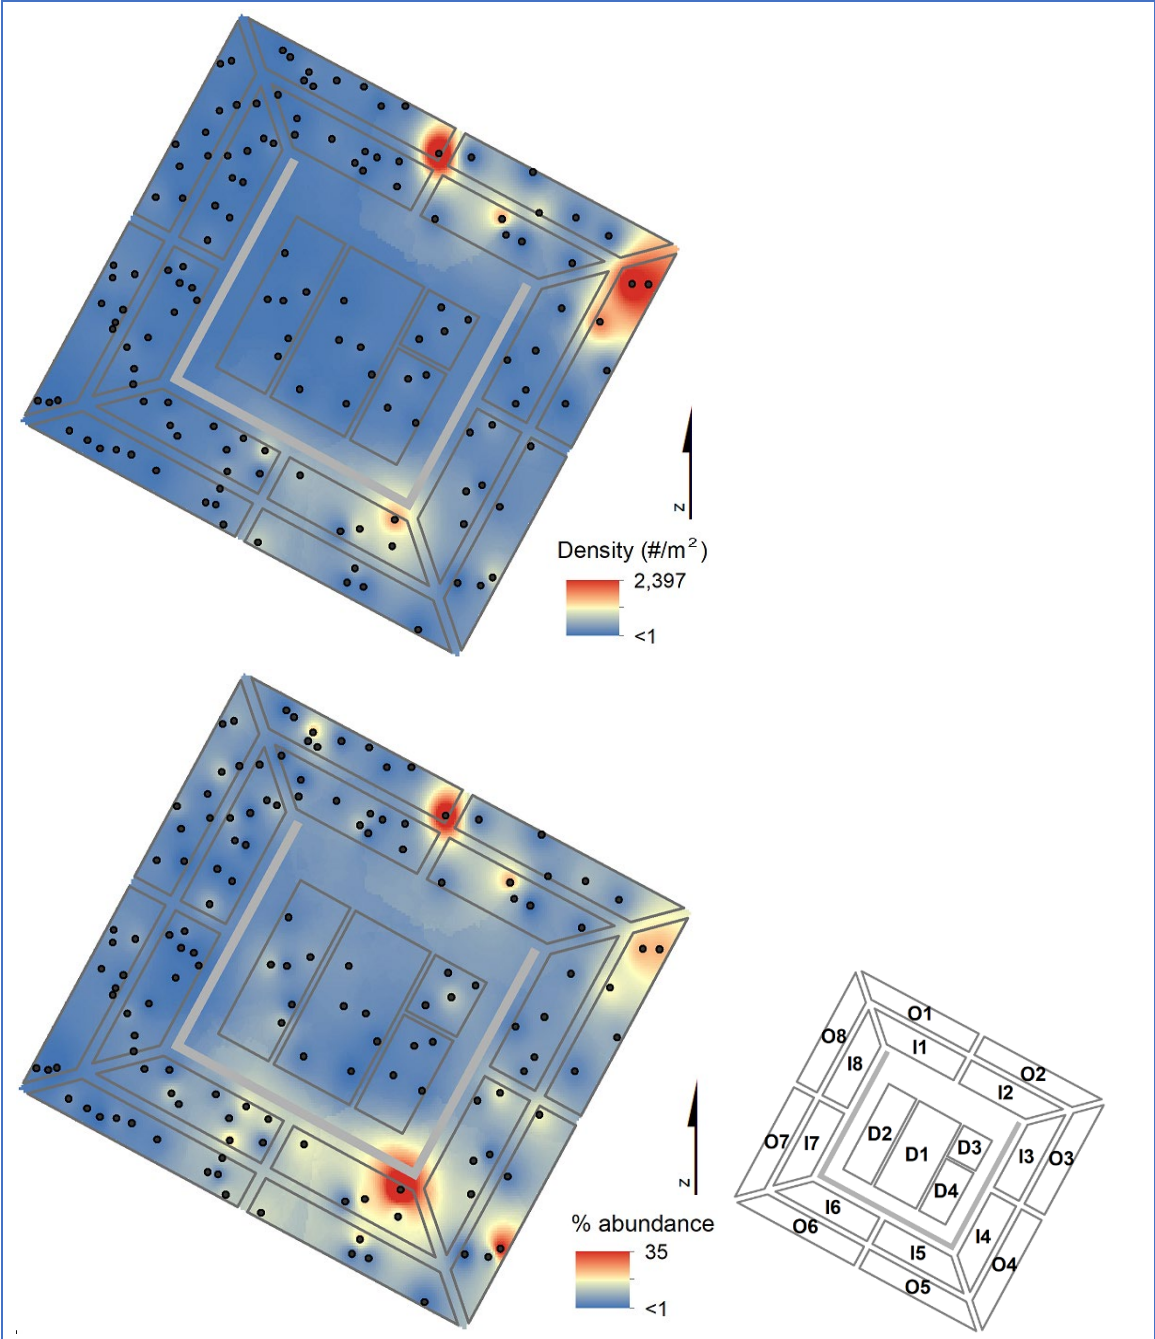 z
Density (#/m²)
2,397
<1
O1
O8
I1
O2
I8
I2
D2
D3
O7
I7
D1
I3
O3
D4
I6
O6
I4
I5
O4
O5
z
% abundance
35
<1